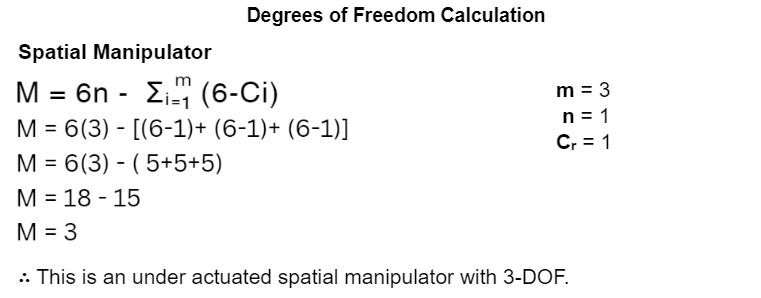 Degrees of Freedom Calculation
Spatial Manipulator
M = 6n - Σᵢ₌₁ᵐ (6-Ci)
m = 3
M = 6(3) - [(6-1)+ (6-1)+ (6-1)]
n = 1
Cᵣ = 1
M = 6(3) - ( 5+5+5)
M = 18 - 15
M = 3
∴ This is an under actuated spatial manipulator with 3-DOF.